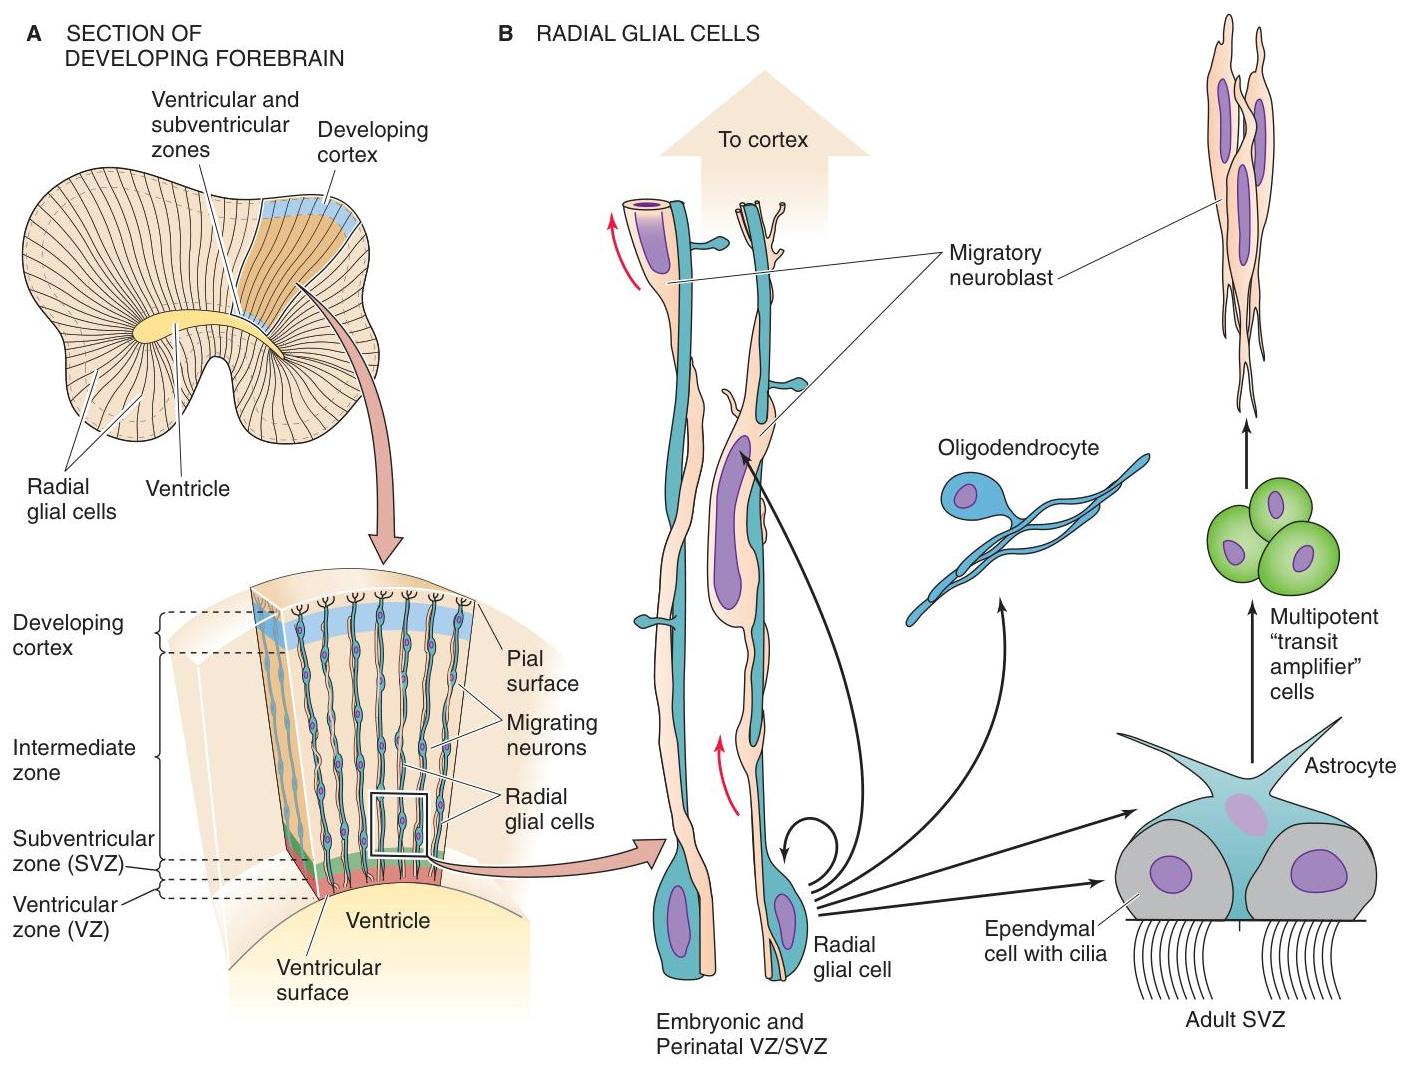 A SECTION OF
DEVELOPING FOREBRAIN
Ventricular and
subventricular
zones
Developing
cortex
Radial
glial cells
Ventricle
Developing
cortex
Intermediate
zone
Subventricular
zone (SVZ)
Ventricular
zone (VZ)
Pial
surface
Migrating
neurons
Radial
glial cells
Ventricle
Ventricular
surface
B RADIAL GLIAL CELLS
To cortex
Migratory
neuroblast
Oligodendrocyte
Multipotent
“transit
amplifier”
cells
Astrocyte
Ependymal
cell with cilia
Radial
glial cell
Embryonic and
Perinatal VZ/SVZ
Adult SVZ